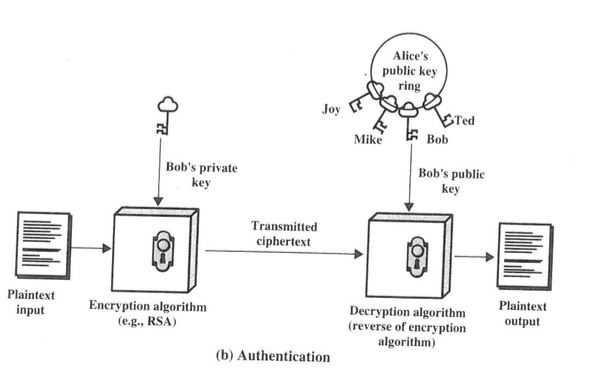 Alice's
public key
ring
Joy
Ted
Mike
Bob
Bob's private
key
Bob's public
key
Transmitted
ciphertext
Plaintext
input
Encryption algorithm
(e.g., RSA)
Decryption algorithm
(reverse of encryption
algorithm)
Plaintext
output
(b) Authentication